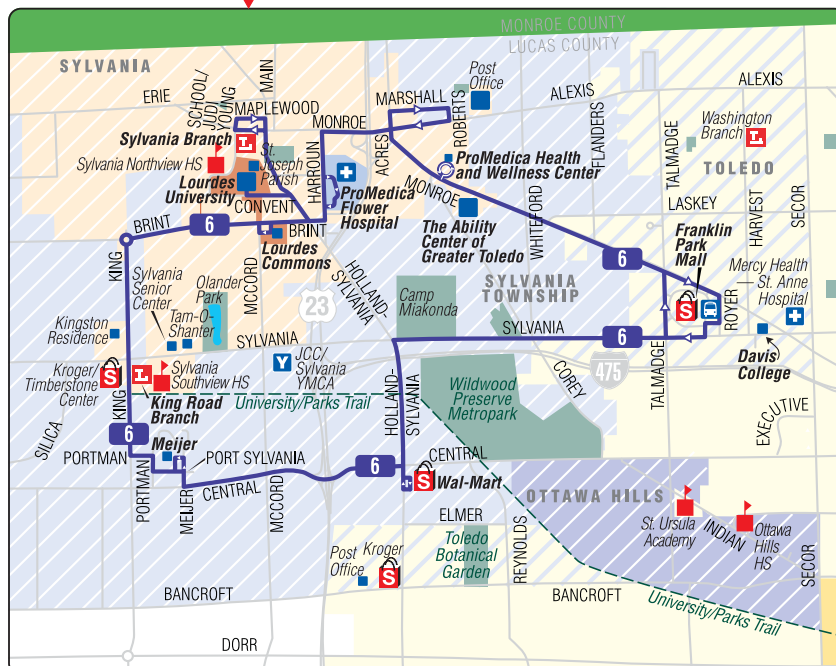 MONROE COUNTY
LUCAS COUNTY
SYLVANIA
ERIE
SCHOOL/
JUDI
YOUNG
MAIN
MAPLEWOOD
MONROE
MARSHALL
ACRES
ROBERTS
Post
Office
ALEXIS
FLANDERS
ALEXIS
TALMADGE
Washington
Branch
L
TOLEDO
Sylvania Branch
L
Sylvania Northview HS
St.
Joseph
Parish
Lourdes
University
CONVENT
HARROUN
ProMedica
Flower
Hospital
MONROE
ProMedica Health
and Wellness Center
The Ability
Center of
Greater Toledo
WHITEFORD
LASKEY
HARVEST
SECOR
BRINT
6
BRINT
Lourdes
Commons
KING
MCCORD
HOLLAND-
SYLVANIA
6
Franklin
Park
Mall
S
ROYER
Mercy Health
— St. Anne
Hospital
Sylvania
Senior
Center
Olander
Park
Tam-O-
Shanter
23
Camp
Miakonda
SYLVANIA
TOWNSHIP
Kingston
Residence
SYLVANIA
SYLVANIA
6
Davis
College
Kroger/
Timberstone
Center
S
L
Sylvania
Southview HS
Y
JCC/
Sylvania
YMCA
475
COREY
TALMADGE
KING
King Road
Branch
University/Parks Trail
HOLLAND-
SYLVANIA
Wildwood
Preserve
Metropark
EXECUTIVE
SILICA
6
Meijer
PORTMAN
PORT SYLVANIA
PORTMAN
MEIJER
CENTRAL
MCCORD
6
CENTRAL
S
Wal-Mart
OTTAWA HILLS
ELMER
St. Ursula
Academy
INDIAN
Ottawa
Hills
HS
SECOR
Post
Office
Kroger
S
Toledo
Botanical
Garden
REYNOLDS
BANCROFT
BANCROFT
University/Parks Trail
DORR